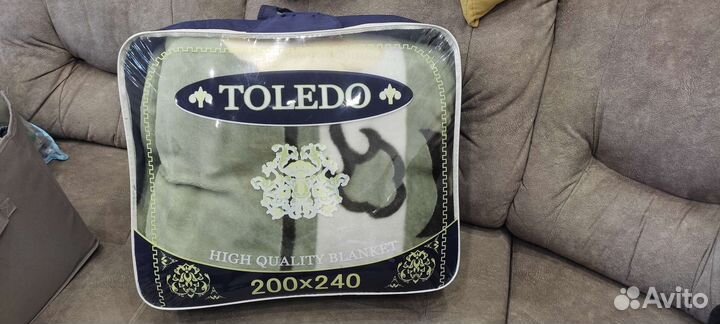 TOLEDO
HIGH QUALITY BLANKET
200×240
Avito